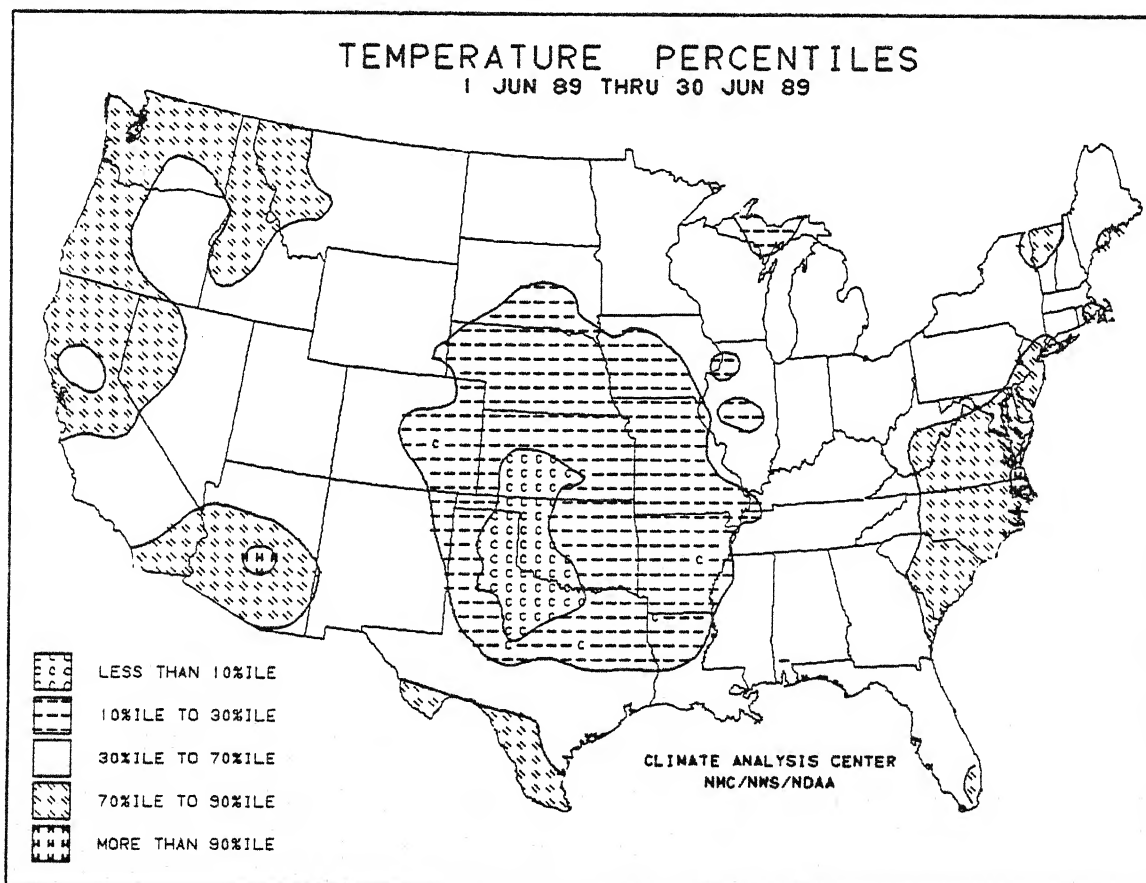 TEMPERATURE PERCENTILES
1 JUN 89 THRU 30 JUN 89
LESS THAN 10%ILE
10%ILE TO 30%ILE
30%ILE TO 70%ILE
70%ILE TO 90%ILE
MORE THAN 90%ILE
CLIMATE ANALYSIS CENTER
NMC/NWS/NOAA